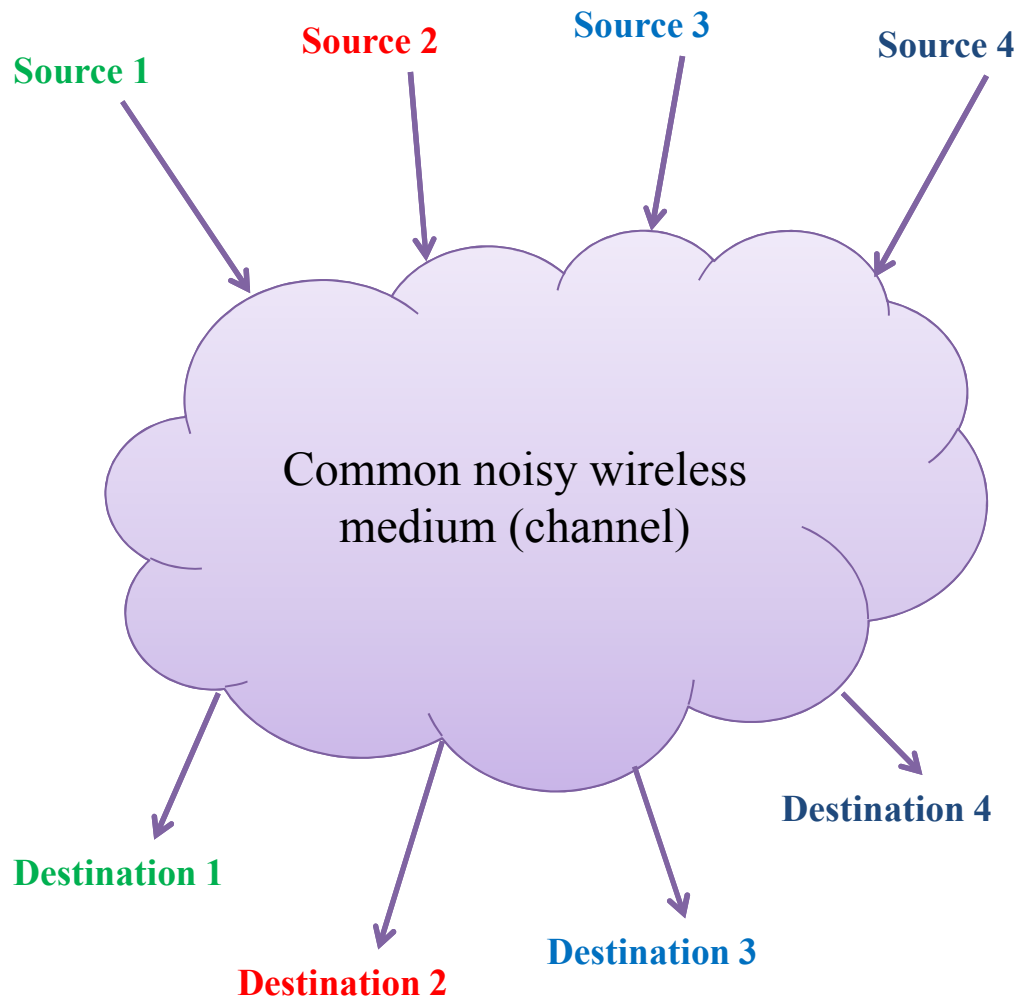 Source 1
Source 2
Source 3
Source 4
Common noisy wireless
medium (channel)
Destination 1
Destination 2
Destination 3
Destination 4